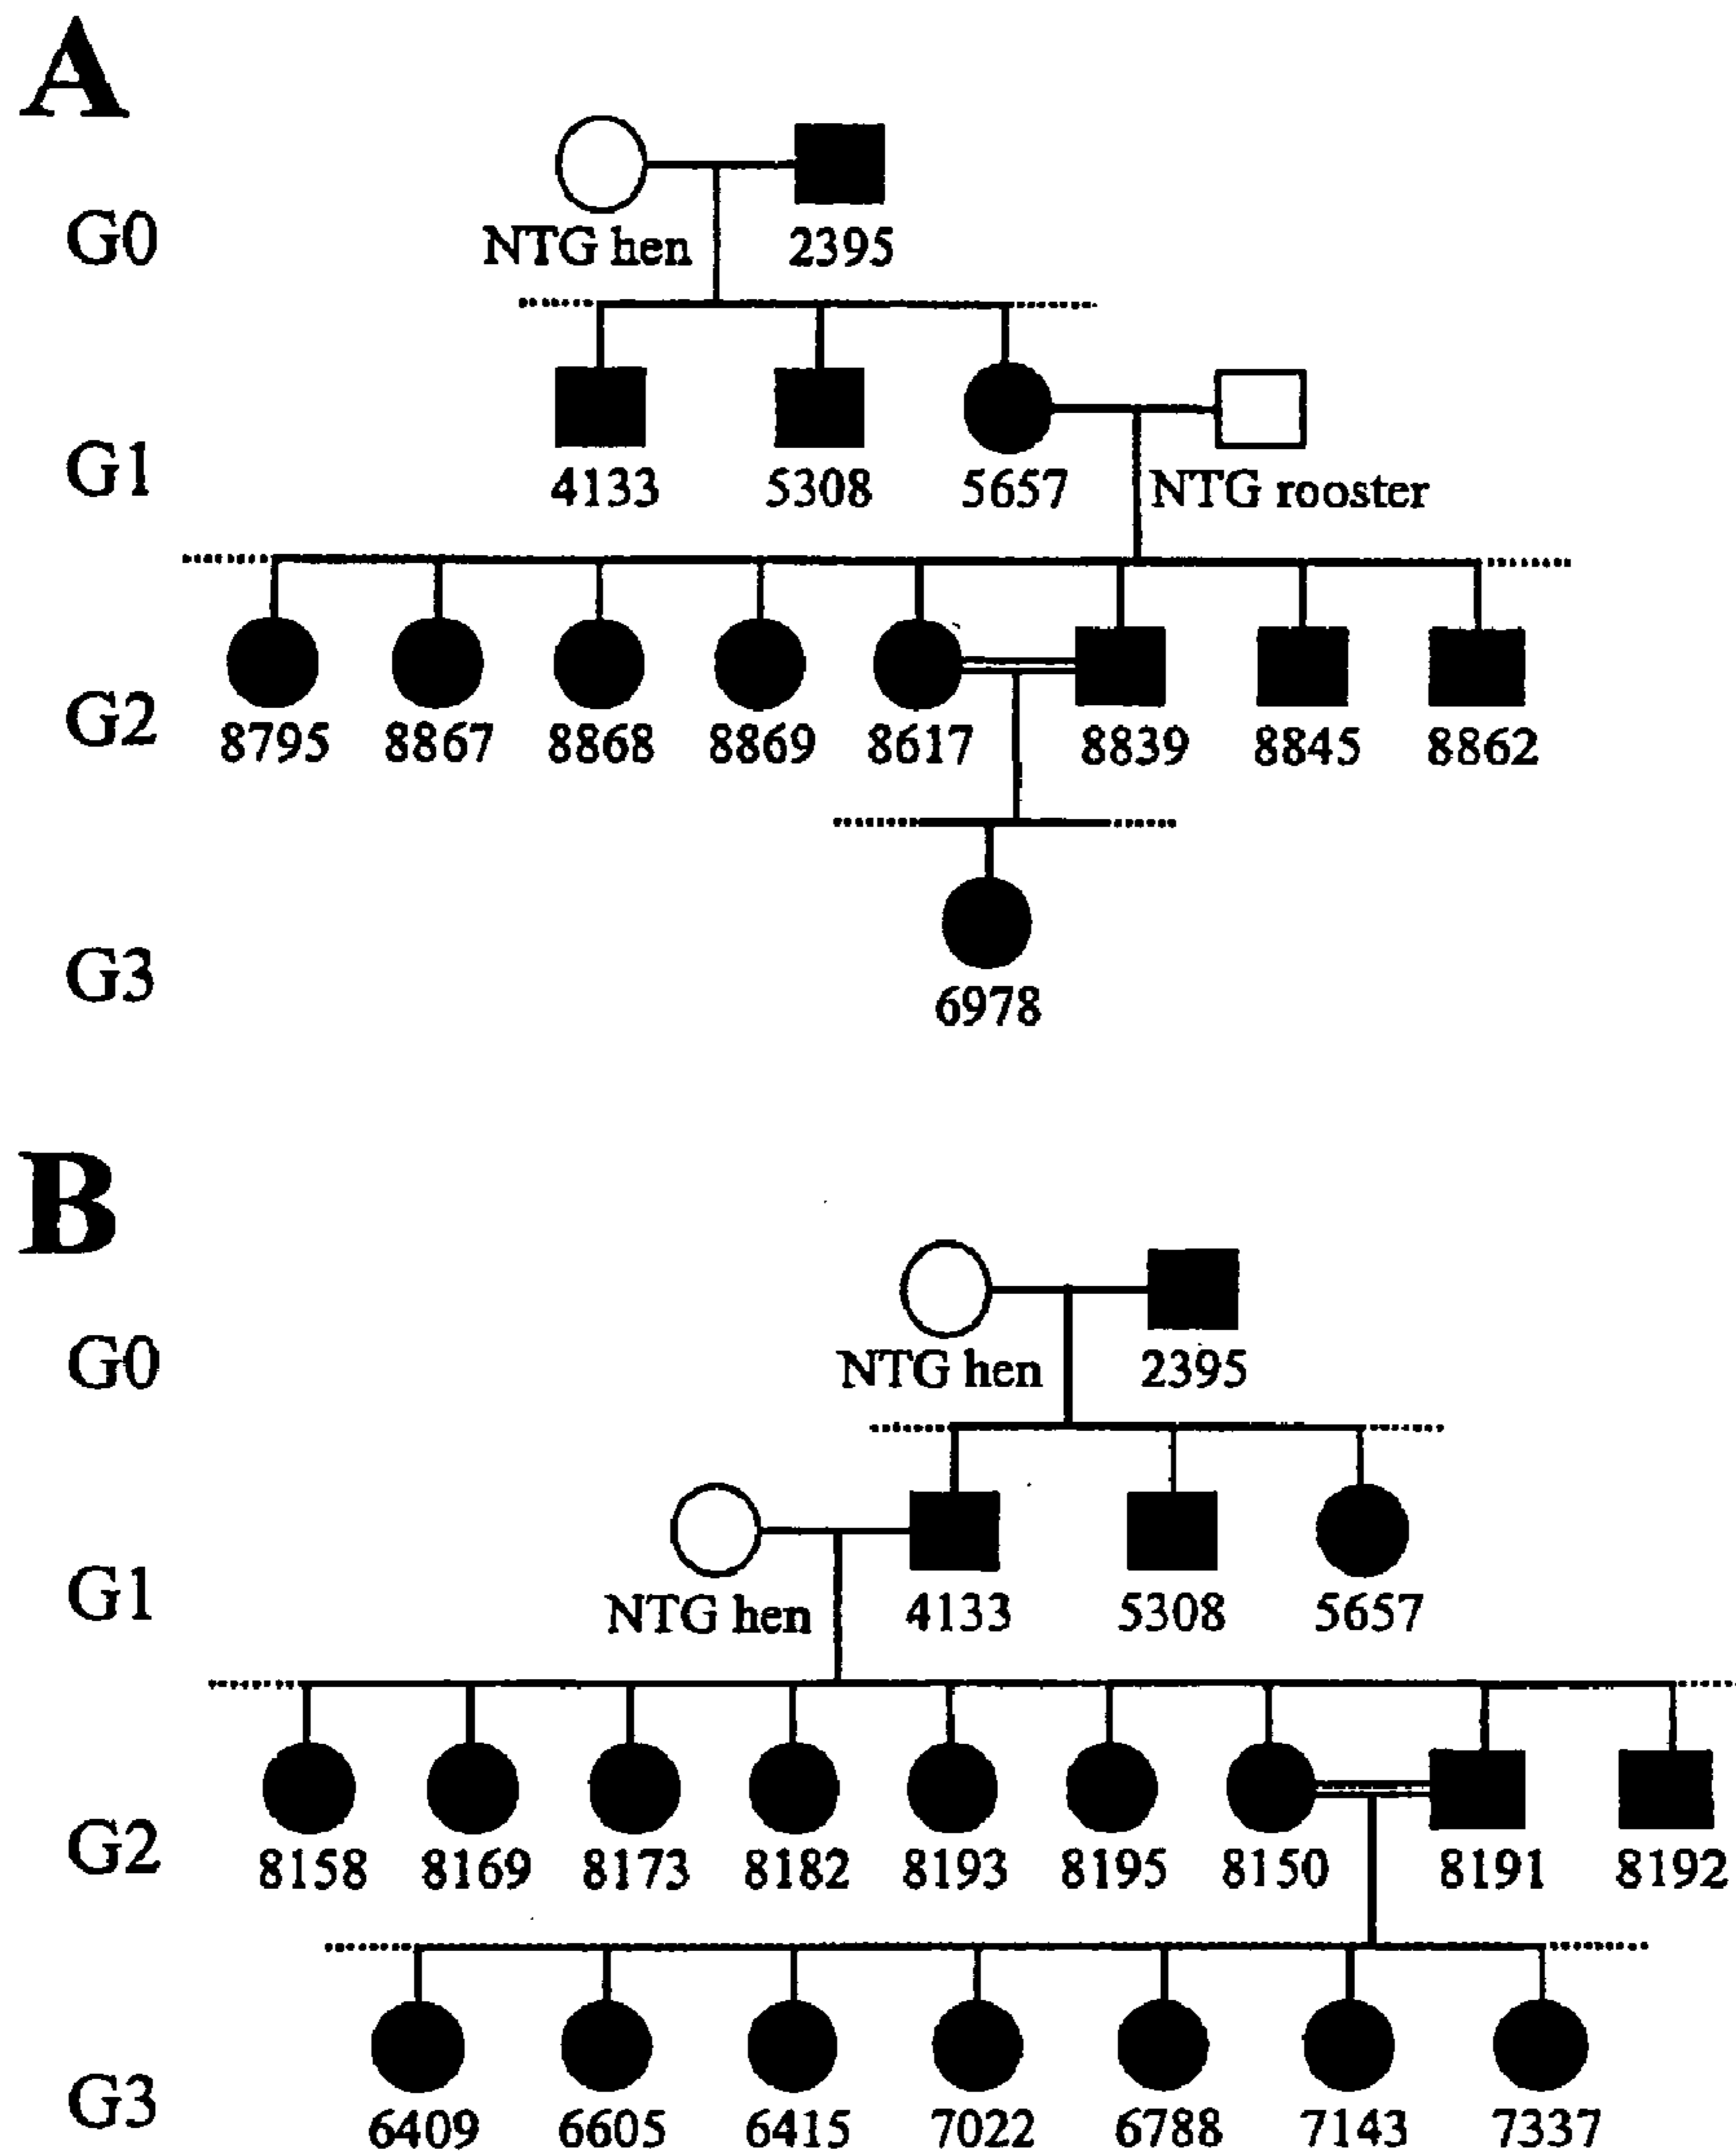 A
G0
NTG hen 2395
G1
4133 5308 5657 NTG rooster
G2
8795 8867 8868 8869 8617 8839 8845 8862
G3
6978
B
G0
NTG hen 2395
G1
NTG hen 4133 5308 5657
G2
8158 8169 8173 8182 8193 8195 8150 8191 8192
G3
6409 6605 6415 7022 6788 7143 7337